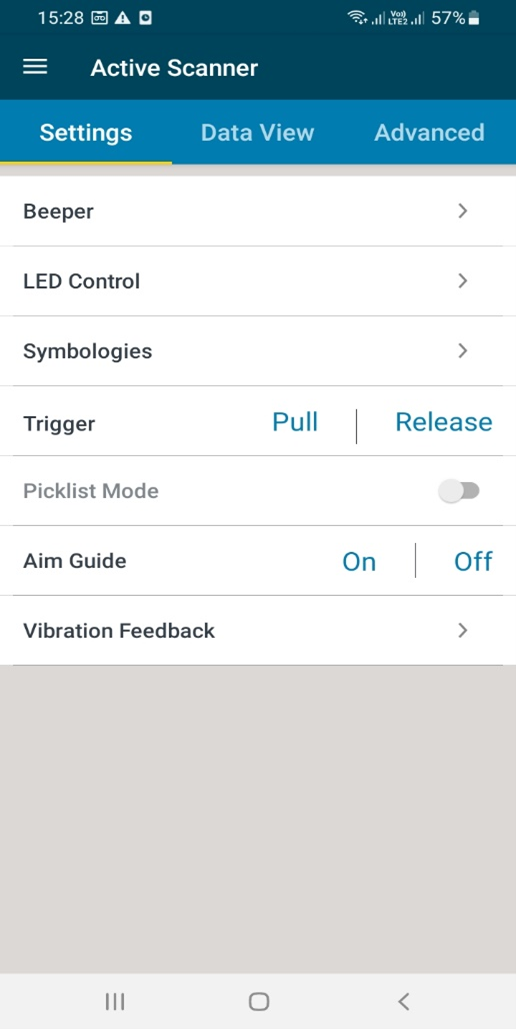 15:28 Vo)) LTE2 57%
Active Scanner
Settings Data View Advanced
Beeper
LED Control
Symbologies
Trigger Pull Release
Picklist Mode
Aim Guide On Off
Vibration Feedback